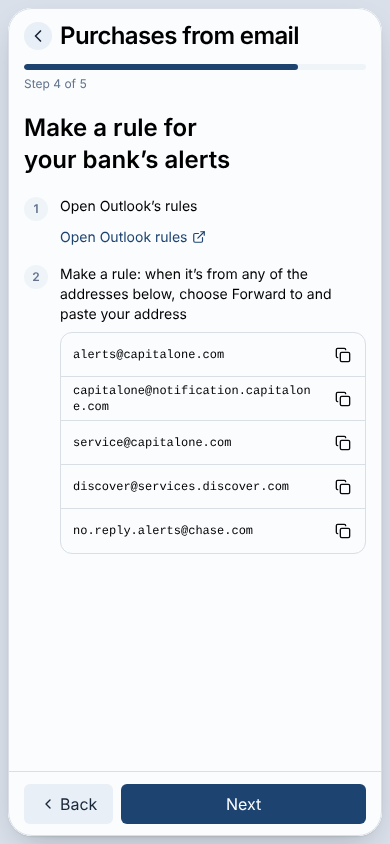 Purchases from email
Step 4 of 5
Make a rule for
your bank’s alerts
1
Open Outlook’s rules
Open Outlook rules
2
Make a rule: when it’s from any of the
addresses below, choose Forward to and
paste your address
alerts@capitalone.com
capitalone@notification.capitalon
e.com
service@capitalone.com
discover@services.discover.com
no.reply.alerts@chase.com
Back
Next